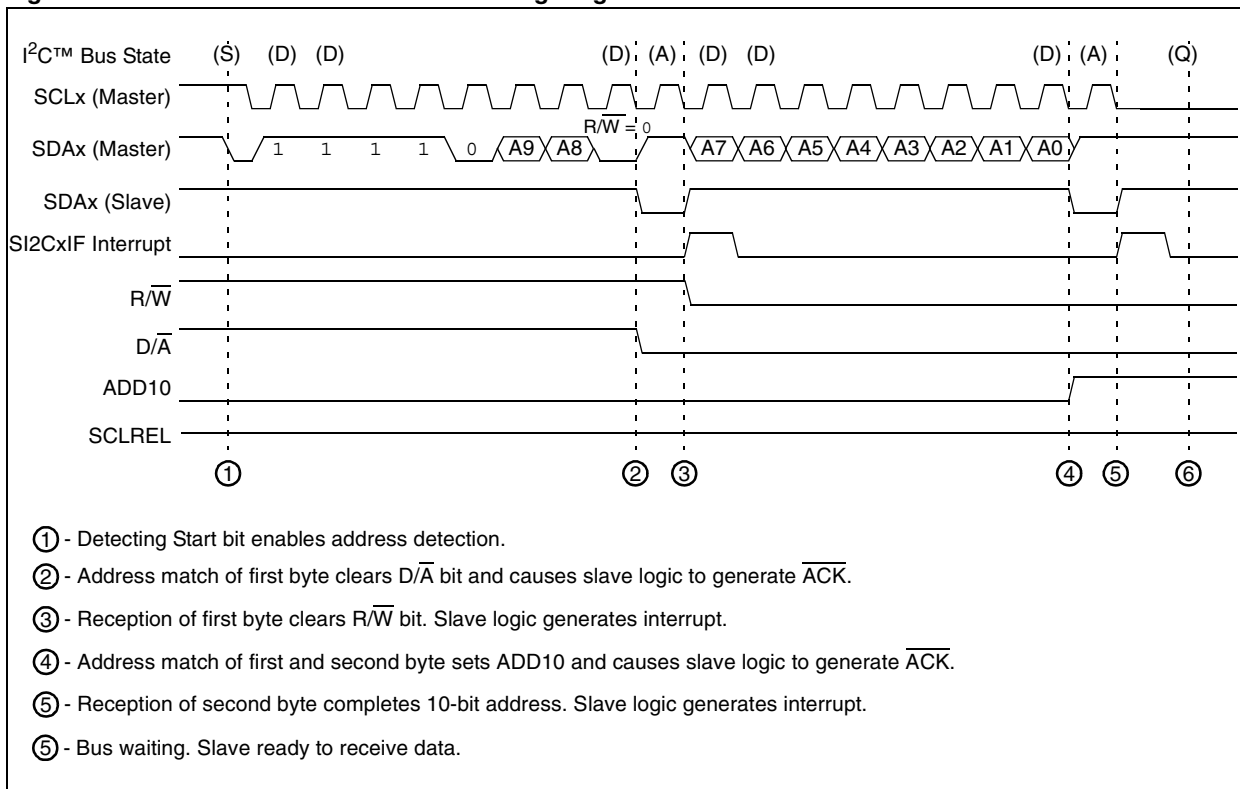 I²C™ Bus State (S) (D) (D) (D) (A) (D) (D) (D) (A) (Q)
SCLx (Master)
R/W̅ = 0
SDAx (Master) 1 1 1 1 0 A9 A8 A7 A6 A5 A4 A3 A2 A1 A0
SDAx (Slave)
SI2CxIF Interrupt
R/W̅
D/A̅
ADD10
SCLREL
① ② ③ ④ ⑤ ⑥
① - Detecting Start bit enables address detection.
② - Address match of first byte clears D/A̅ bit and causes slave logic to generate A̅C̅K̅.
③ - Reception of first byte clears R/W̅ bit. Slave logic generates interrupt.
④ - Address match of first and second byte sets ADD10 and causes slave logic to generate A̅C̅K̅.
⑤ - Reception of second byte completes 10-bit address. Slave logic generates interrupt.
⑤ - Bus waiting. Slave ready to receive data.